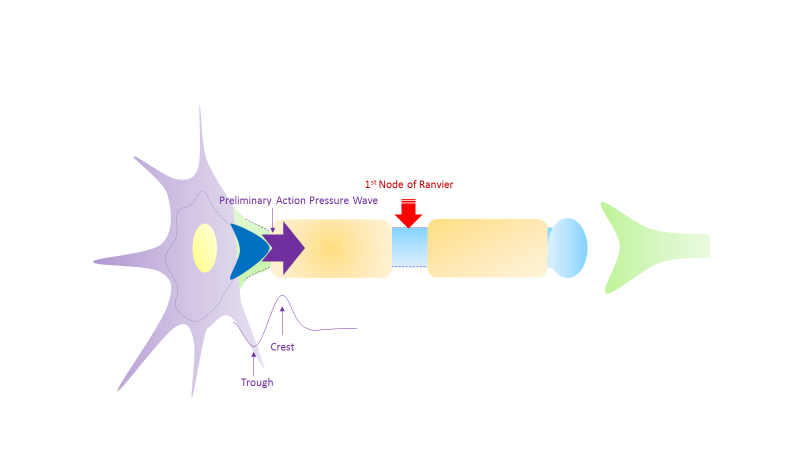 1st Node of Ranvier
Preliminary Action Pressure Wave
Crest
Trough